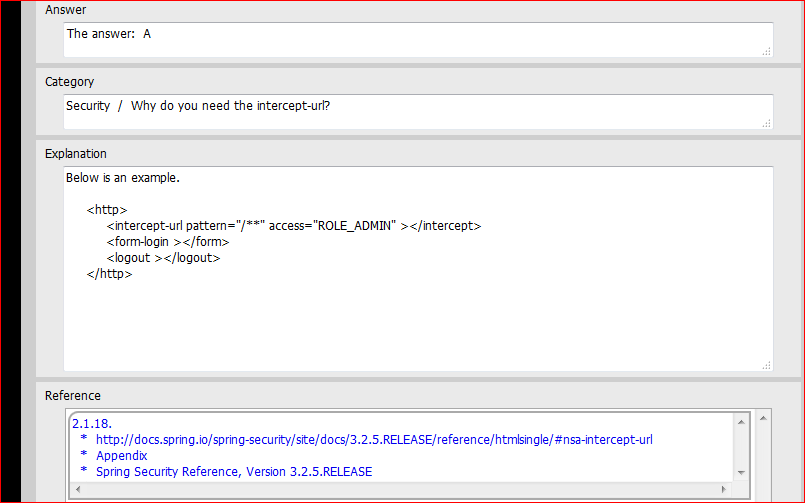 Answer
The answer:  A
Category
Security  /  Why do you need the intercept-url?
Explanation
Below is an example.
<http>
<intercept-url pattern="/**" access="ROLE_ADMIN" ></intercept>
<form-login ></form>
<logout ></logout>
</http>
Reference
2.1.18.
*  http://docs.spring.io/spring-security/site/docs/3.2.5.RELEASE/reference/htmlsingle/#nsa-intercept-url
*  Appendix
*  Spring Security Reference, Version 3.2.5.RELEASE